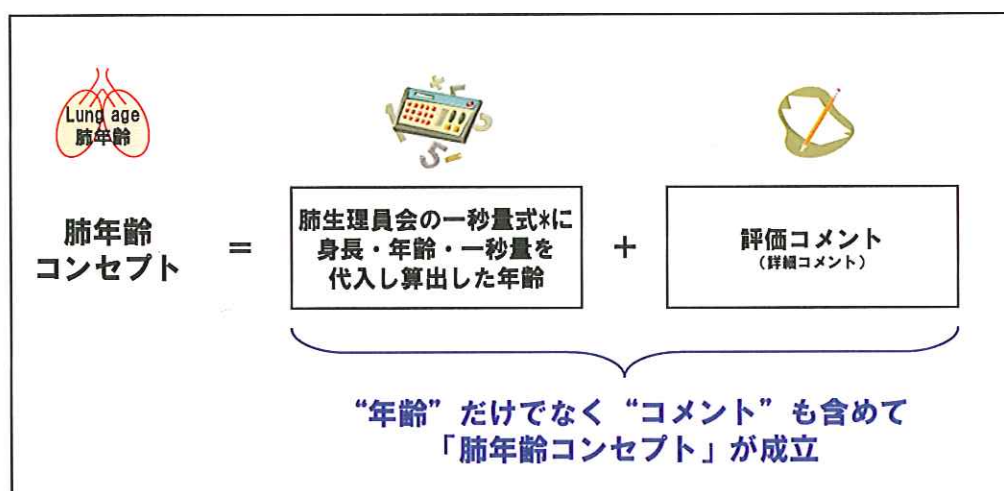 Lung age
肺年齢
肺年齢
コンセプト
=
肺生理員会の一秒量式*に
身長・年齢・一秒量を
代入し算出した年齢
+
評価コメント
(詳細コメント)
“年齢”だけでなく“コメント”も含めて
「肺年齢コンセプト」が成立